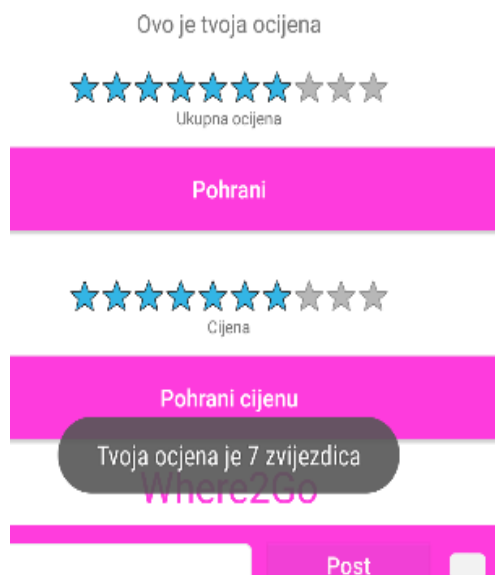 Ovo je tvoja ocijena
Ukupna ocijena
Pohrani
Cijena
Pohrani cijenu
Tvoja ocjena je 7 zvijezdica
Where2Go
Post